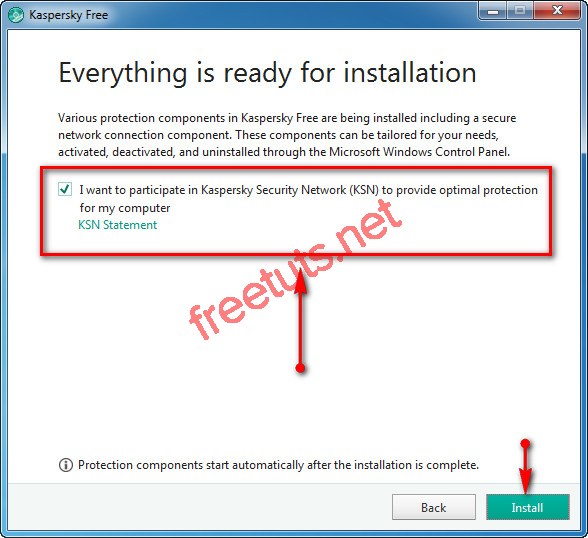 Kaspersky Free
Everything is ready for installation
Various protection components in Kaspersky Free are being installed including a secure
network connection component. These components can be tailored for your needs,
activated, deactivated, and uninstalled through the Microsoft Windows Control Panel.
I want to participate in Kaspersky Security Network (KSN) to provide optimal protection
for my computer
KSN Statement
freetuts.net
Protection components start automatically after the installation is complete.
Back
Install